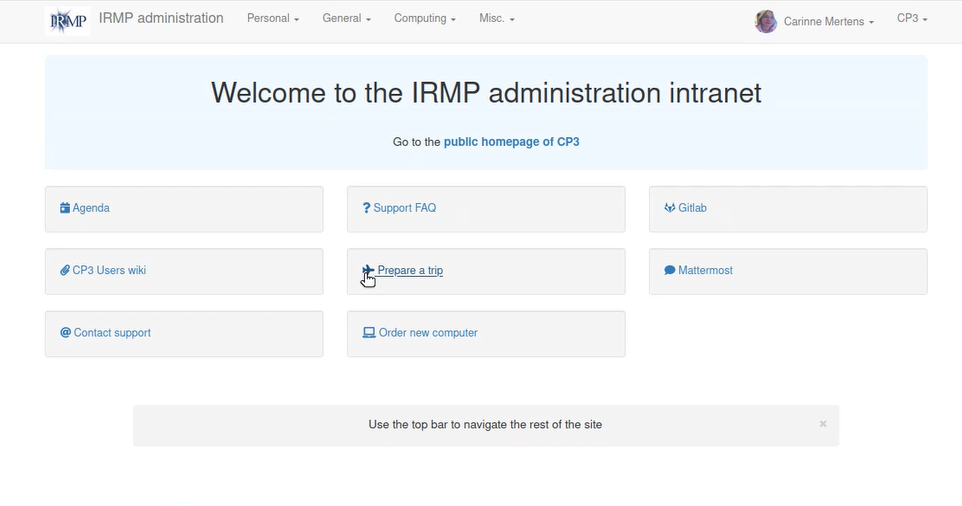 IRMP IRMP administration Personal General Computing Misc. Carinne Mertens CP3
Welcome to the IRMP administration intranet
Go to the public homepage of CP3
Agenda Support FAQ Gitlab
CP3 Users wiki Prepare a trip Mattermost
Contact support Order new computer
Use the top bar to navigate the rest of the site ×